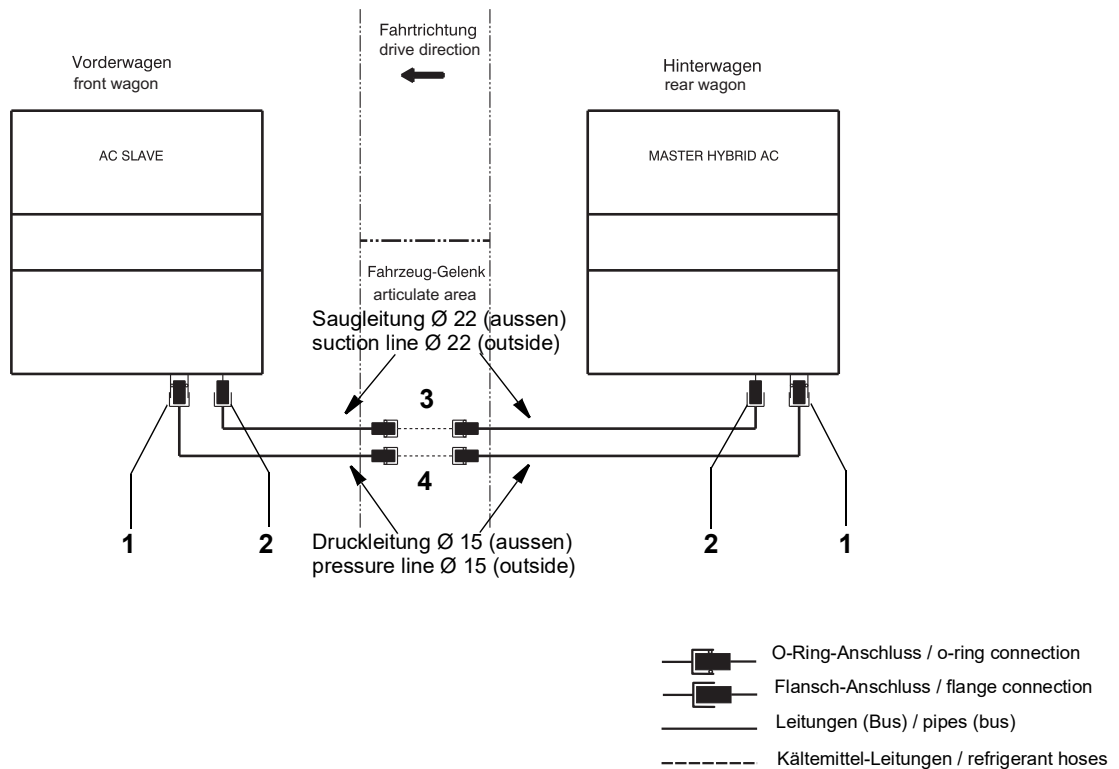 Fahrtrichtung
drive direction
Vorderwagen
front wagon
Hinterwagen
rear wagon
AC SLAVE
MASTER HYBRID AC
Fahrzeug-Gelenk
articulate area
Saugleitung Ø 22 (aussen)
suction line Ø 22 (outside)
3
4
1
2
Druckleitung Ø 15 (aussen)
pressure line Ø 15 (outside)
2
1
O-Ring-Anschluss / o-ring connection
Flansch-Anschluss / flange connection
Leitungen (Bus) / pipes (bus)
Kältemittel-Leitungen / refrigerant hoses